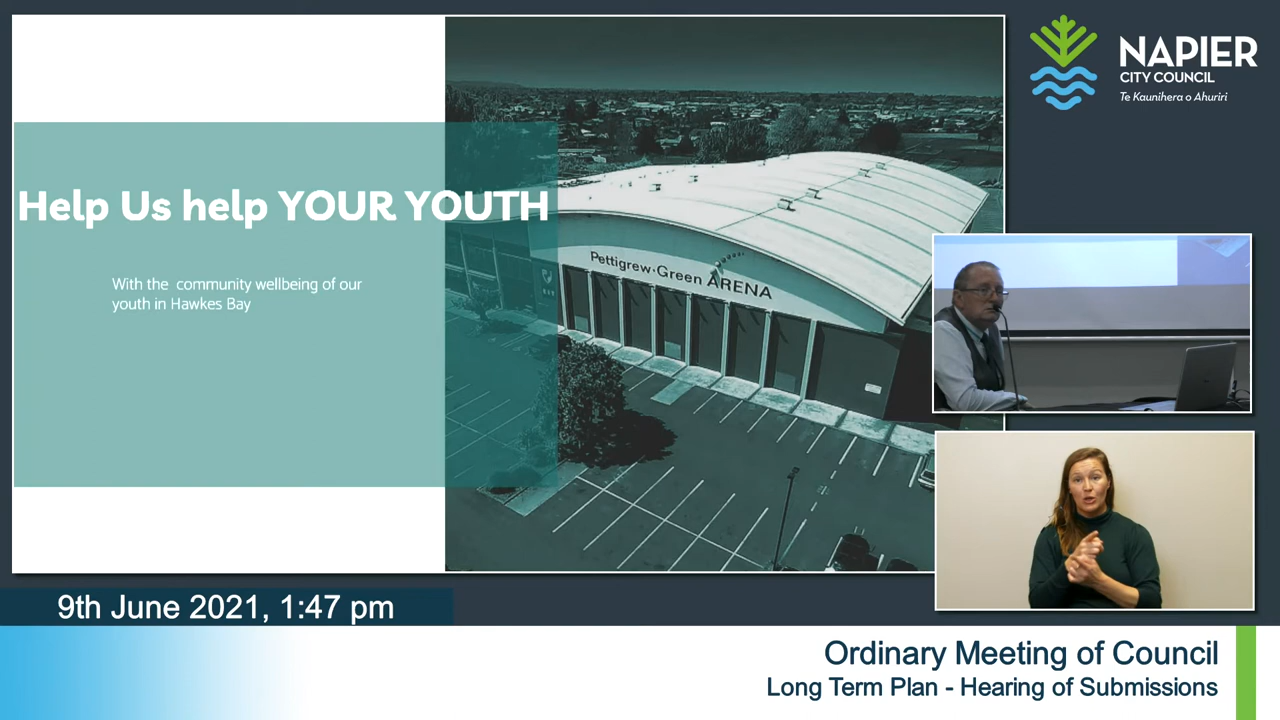 Help Us help YOUR YOUTH
With the community wellbeing of our
youth in Hawkes Bay
Pettigrew-Green ARENA
NAPIER
CITY COUNCIL
Te Kaunihera o Ahuriri
9th June 2021, 1:47 pm
Ordinary Meeting of Council
Long Term Plan - Hearing of Submissions